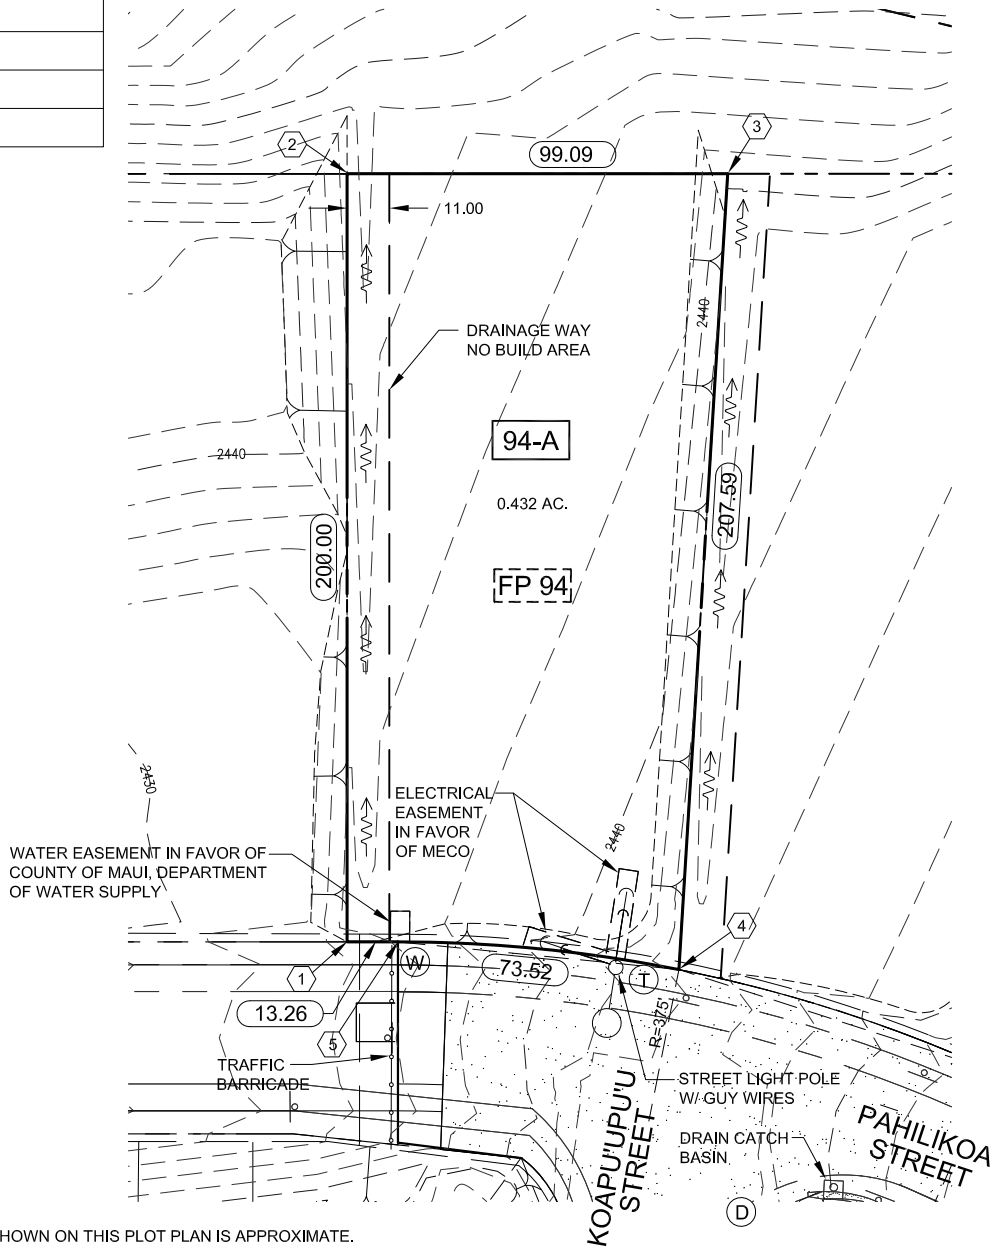 2
3
99.09
11.00
DRAINAGE WAY
NO BUILD AREA
2440
94-A
2440
0.432 AC.
207.59
200.00
FP 94
2430
ELECTRICAL
EASEMENT
IN FAVOR
OF MECO
2440
WATER EASEMENT IN FAVOR OF
COUNTY OF MAUI, DEPARTMENT
OF WATER SUPPLY
4
W
1
73.52
T
13.26
5
R=375
TRAFFIC
BARRICADE
STREET LIGHT POLE
W/ GUY WIRES
KOAPU'UPU'U
STREET
PAHILIKOA
STREET
DRAIN CATCH
BASIN
D
HOWN ON THIS PLOT PLAN IS APPROXIMATE.